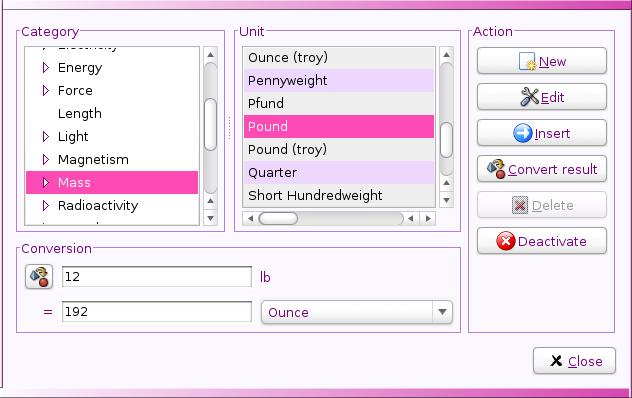 Category
Electricity
Energy
Force
Length
Light
Magnetism
Mass
Radioactivity
Unit
Ounce (troy)
Pennyweight
Pfund
Pound
Pound (troy)
Quarter
Short Hundredweight
Action
New
Edit
Insert
Convert result
Delete
Deactivate
Conversion
12 lb
= 192 Ounce
Close